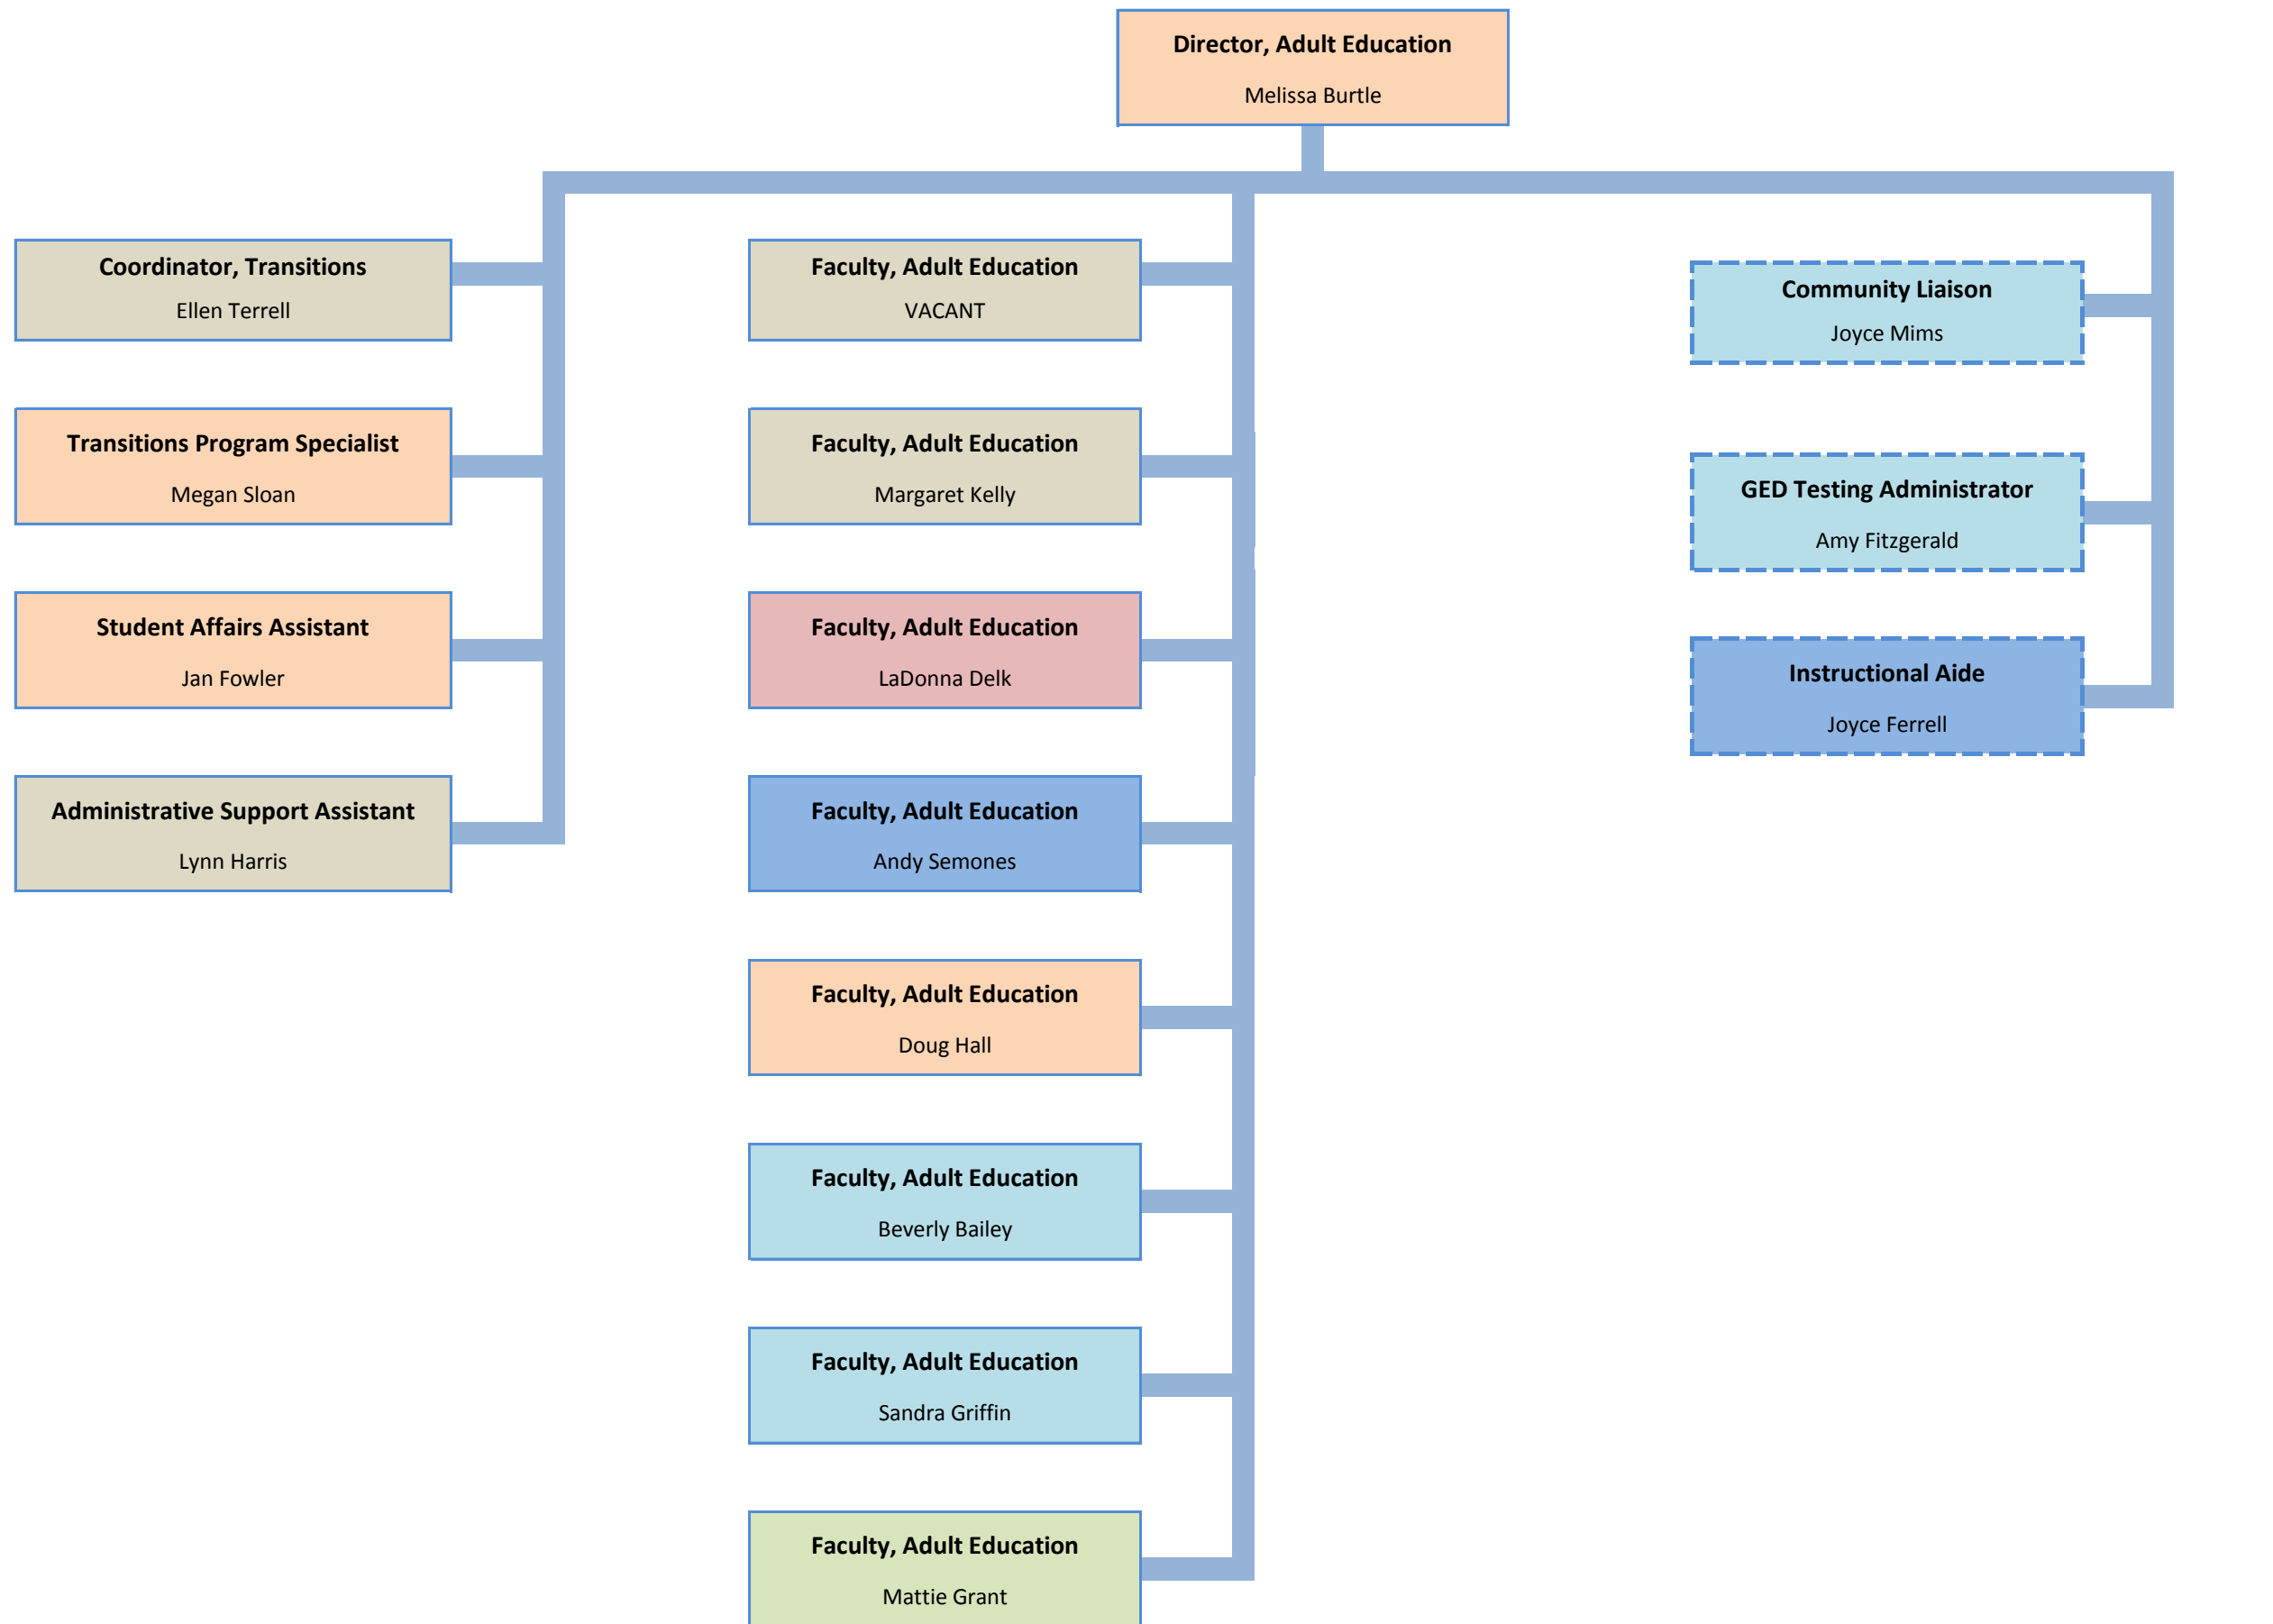 Director, Adult Education
Melissa Burtle
Coordinator, Transitions
Ellen Terrell
Transitions Program Specialist
Megan Sloan
Student Affairs Assistant
Jan Fowler
Administrative Support Assistant
Lynn Harris
Faculty, Adult Education
VACANT
Faculty, Adult Education
Margaret Kelly
Faculty, Adult Education
LaDonna Delk
Faculty, Adult Education
Andy Semones
Faculty, Adult Education
Doug Hall
Faculty, Adult Education
Beverly Bailey
Faculty, Adult Education
Sandra Griffin
Faculty, Adult Education
Mattie Grant
Community Liaison
Joyce Mims
GED Testing Administrator
Amy Fitzgerald
Instructional Aide
Joyce Ferrell